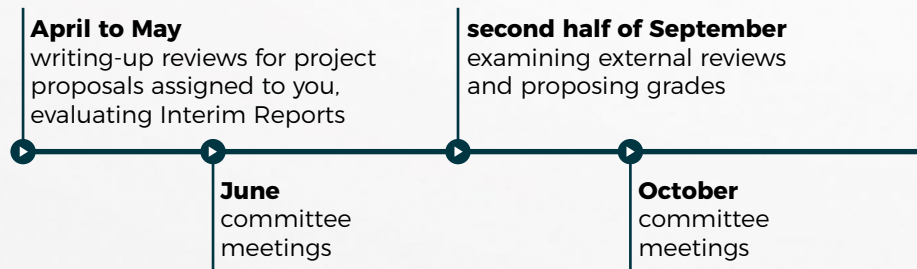 April to May
writing-up reviews for project
proposals assigned to you,
evaluating Interim Reports
June
committee
meetings
second half of September
examining external reviews
and proposing grades
October
committee
meetings